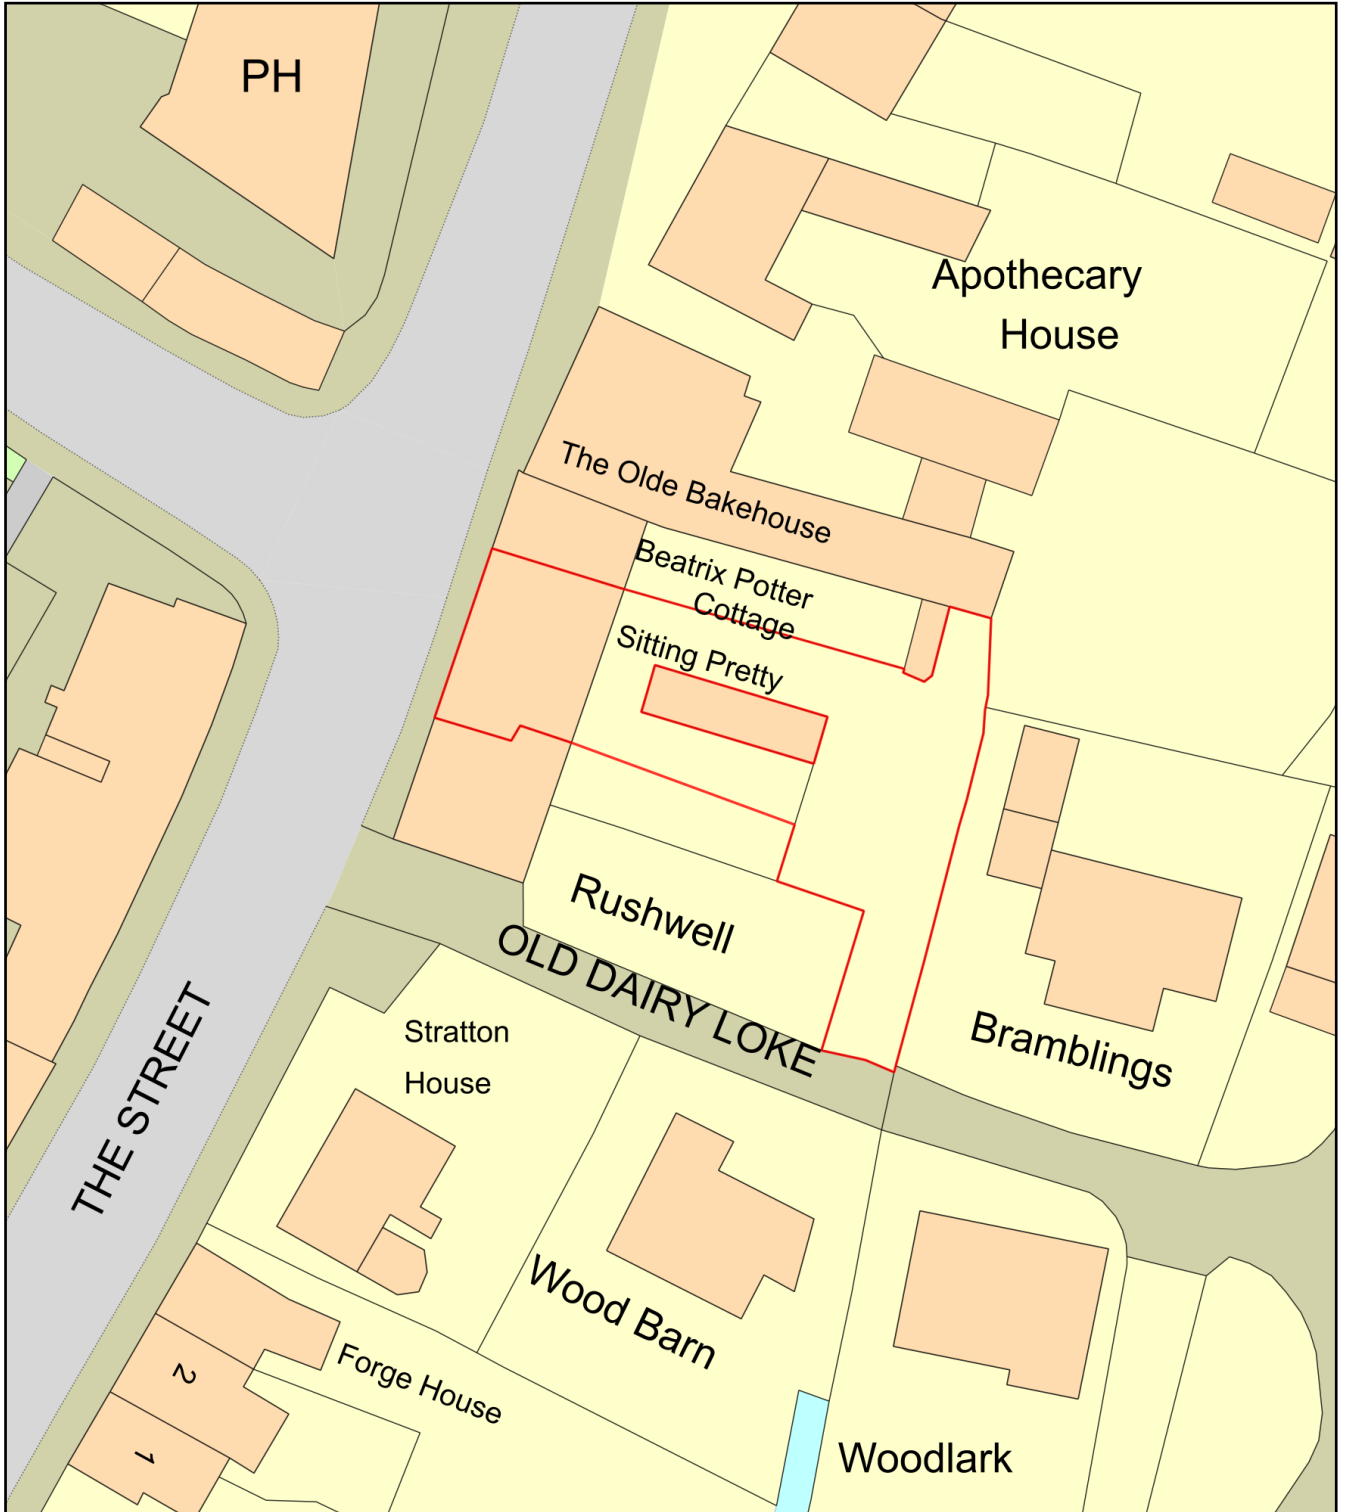 PH
Apothecary
House
The Olde Bakehouse
Beatrix Potter
Cottage
Sitting Pretty
Rushwell
OLD DAIRY LOKE
THE STREET
Stratton
House
Bramblings
Wood Barn
Forge House
2
1
Woodlark